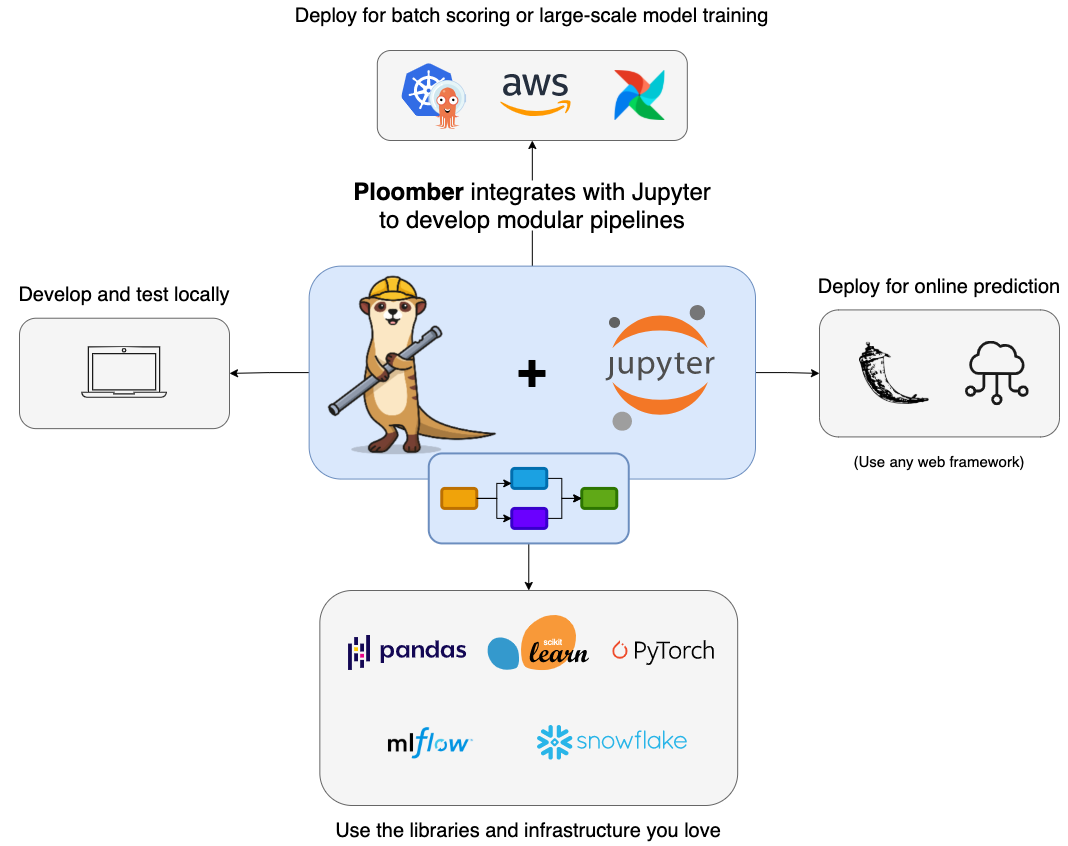 Deploy for batch scoring or large-scale model training
aws
Ploomber integrates with Jupyter
to develop modular pipelines
Develop and test locally
Deploy for online prediction
jupyter
(Use any web framework)
pandas
scikit
learn
PyTorch
mlflow™
snowflake
Use the libraries and infrastructure you love